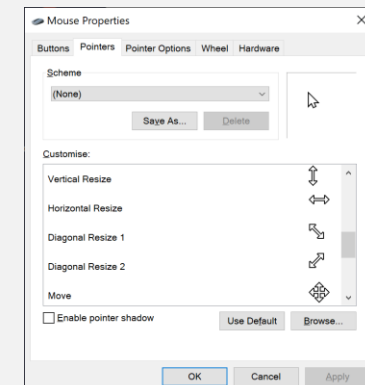 Mouse Properties
Buttons Pointers Pointer Options Wheel Hardware
Scheme
(None)
Save As... Delete
Customise:
Vertical Resize
Horizontal Resize
Diagonal Resize 1
Diagonal Resize 2
Move
Enable pointer shadow Use Default Browse...
OK Cancel Apply